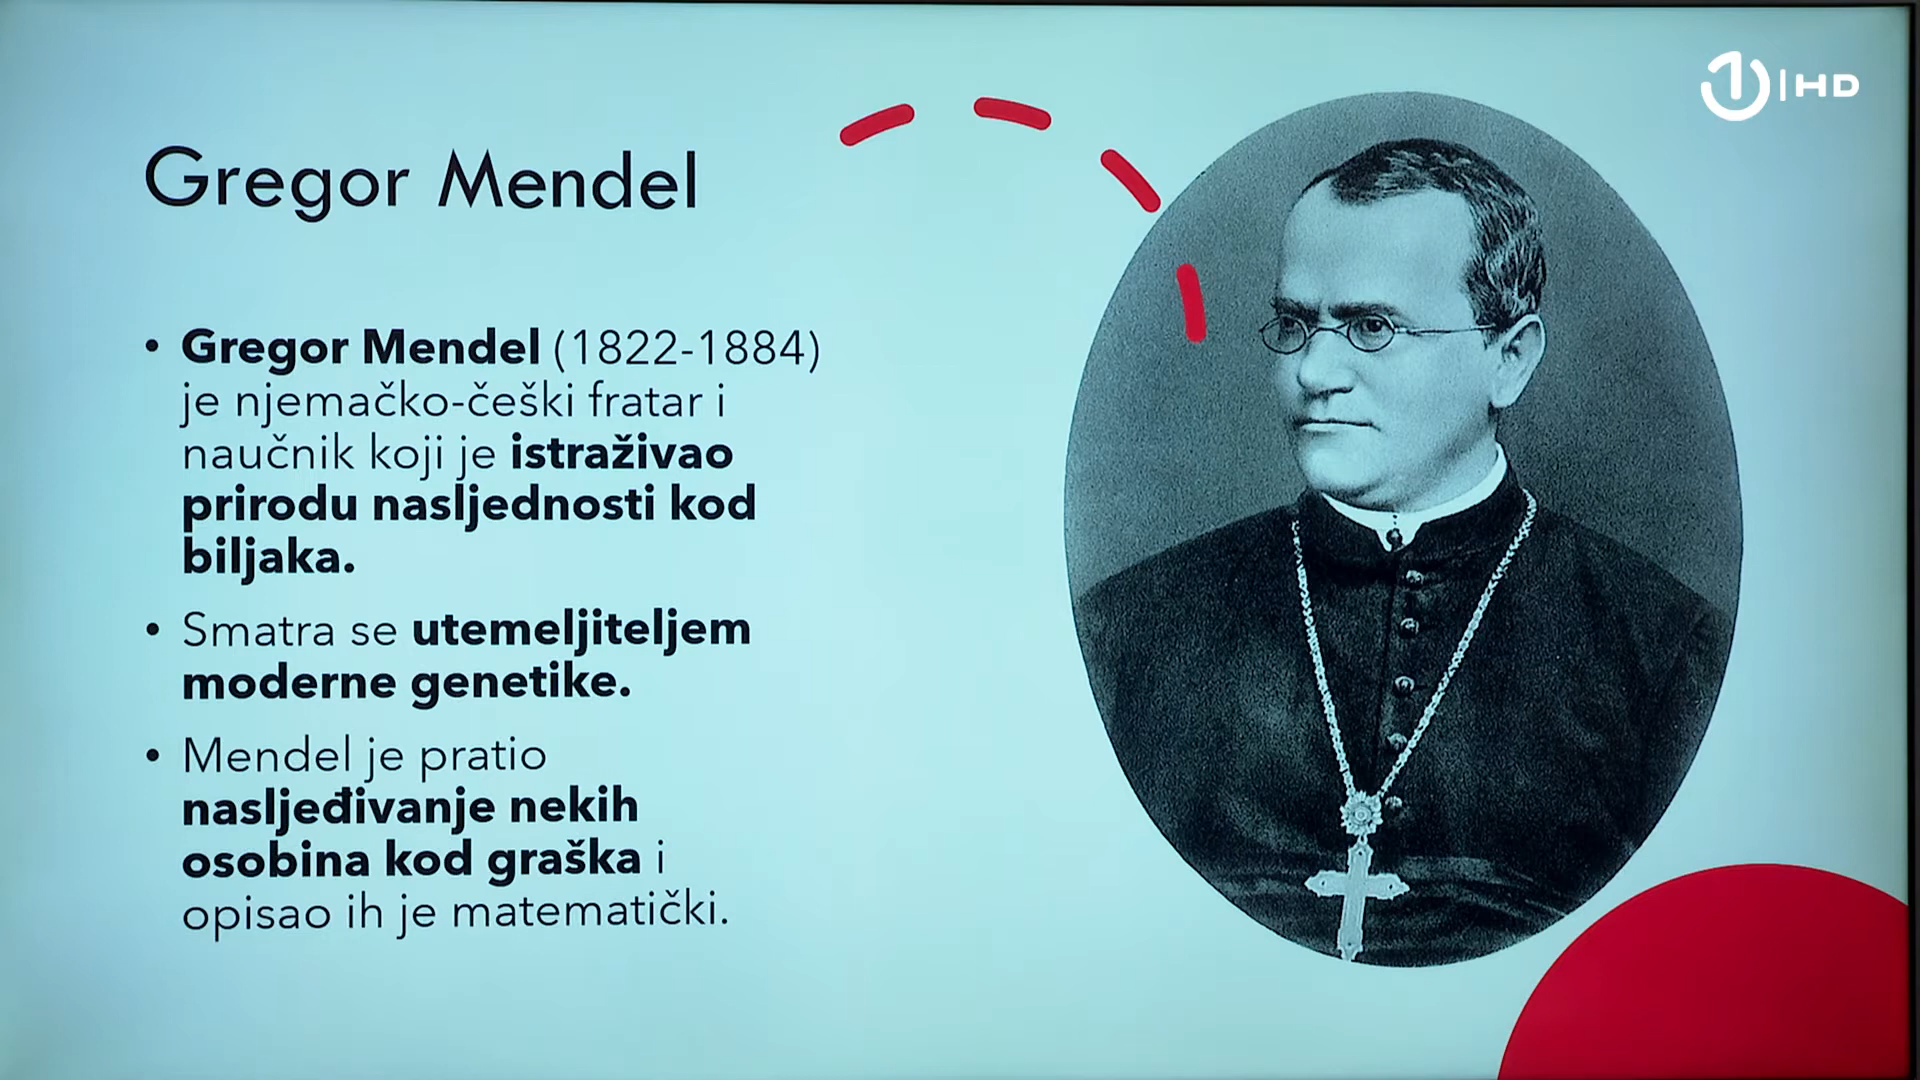 1 HD
Gregor Mendel
• Gregor Mendel (1822-1884)
je njemačko-češki fratar i
naučnik koji je istraživao
prirodu nasljednosti kod
biljaka.
• Smatra se utemeljiteljem
moderne genetike.
• Mendel je pratio
nasljeđivanje nekih
osobina kod graška i
opisao ih je matematički.